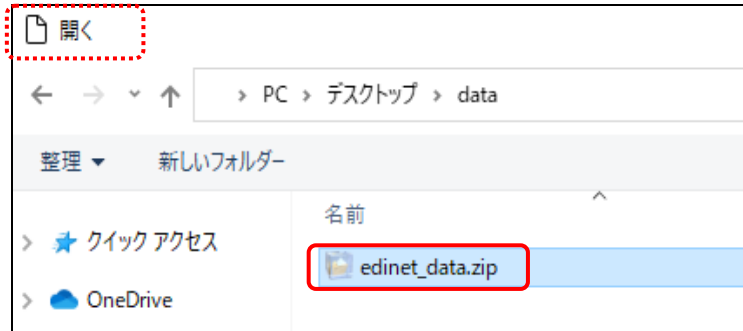 開く
PC > デスクトップ > data
整理 新しいフォルダー
名前
クイック アクセス
edinet_data.zip
OneDrive